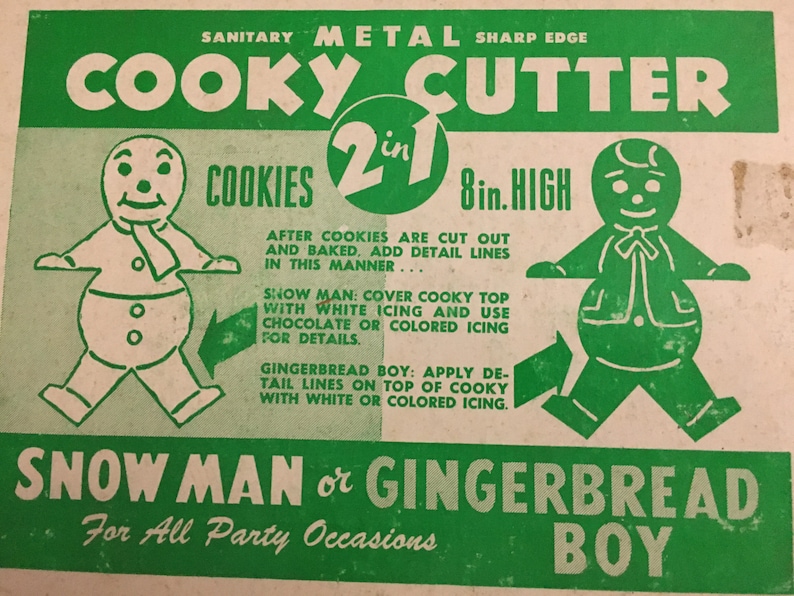 SANITARY METAL SHARP EDGE
COOKY CUTTER
2 in 1
COOKIES 8 in. HIGH
AFTER COOKIES ARE CUT OUT
AND BAKED, ADD DETAIL LINES
IN THIS MANNER . . .
SNOW MAN: COVER COOKY TOP
WITH WHITE ICING AND USE
CHOCOLATE OR COLORED ICING
FOR DETAILS.
GINGERBREAD BOY: APPLY DE-
TAIL LINES ON TOP OF COOKY
WITH WHITE OR COLORED ICING.
SNOW MAN or GINGERBREAD
BOY
For All Party Occasions